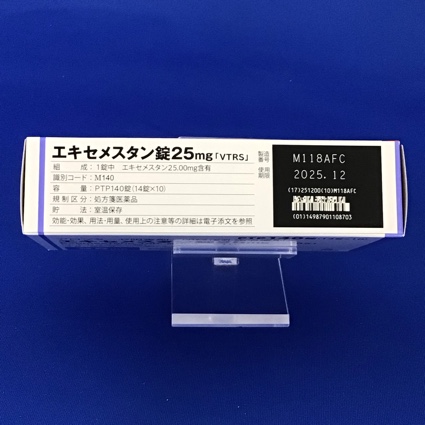 エキセメスタン錠25mg「VTRS」
組成：1錠中 エキセメスタン25.00mg含有
識別コード：M140
容量：PTP140錠(14錠×10)
規制区分：処方箋医薬品
貯法：室温保存
効能・効果、用法・用量、使用上の注意等の詳細は電子添文を参照
製造番号
M118AFC
使用期限
2025.12
(17)251200(10)M118AFC
(01)14987901108703